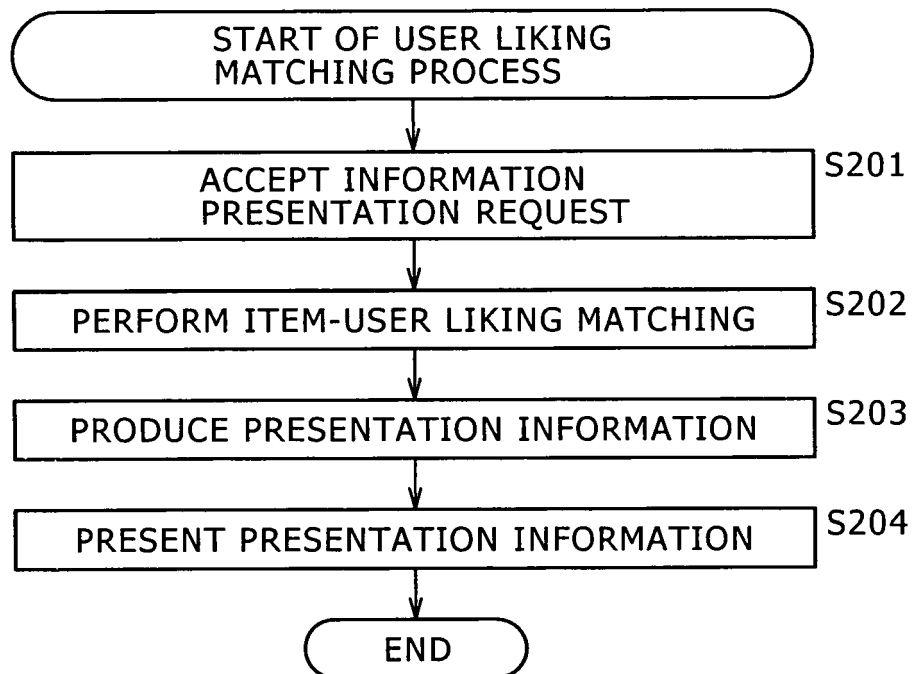 START OF USER LIKING
MATCHING PROCESS
S201
ACCEPT INFORMATION
PRESENTATION REQUEST
S202
PERFORM ITEM-USER LIKING MATCHING
S203
PRODUCE PRESENTATION INFORMATION
S204
PRESENT PRESENTATION INFORMATION
END